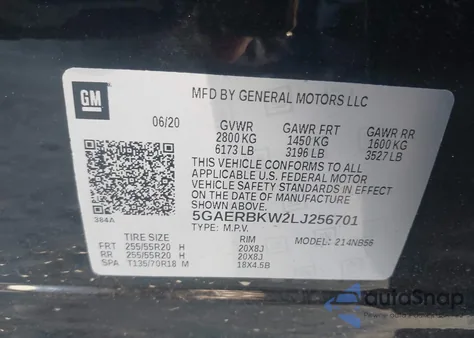 GM
MFD BY GENERAL MOTORS LLC
06/20 GVWR GAWR FRT GAWR RR
2800 KG 1450 KG 1600 KG
6173 LB 3196 LB 3527 LB
THIS VEHICLE CONFORMS TO ALL
APPLICABLE U.S. FEDERAL MOTOR
VEHICLE SAFETY STANDARDS IN EFFECT
ON THE DATE OF MANUFACTURE
SHOWN ABOVE.
384A
5GAERBKW2LJ256701
TYPE: M.P.V. MODEL: 214NB56
TIRE SIZE RIM
FRT 255/55R20 H 20X8J
RR 255/55R20 H 20X8J
SPA T135/70R18 M 18X4.5B
autoSnap